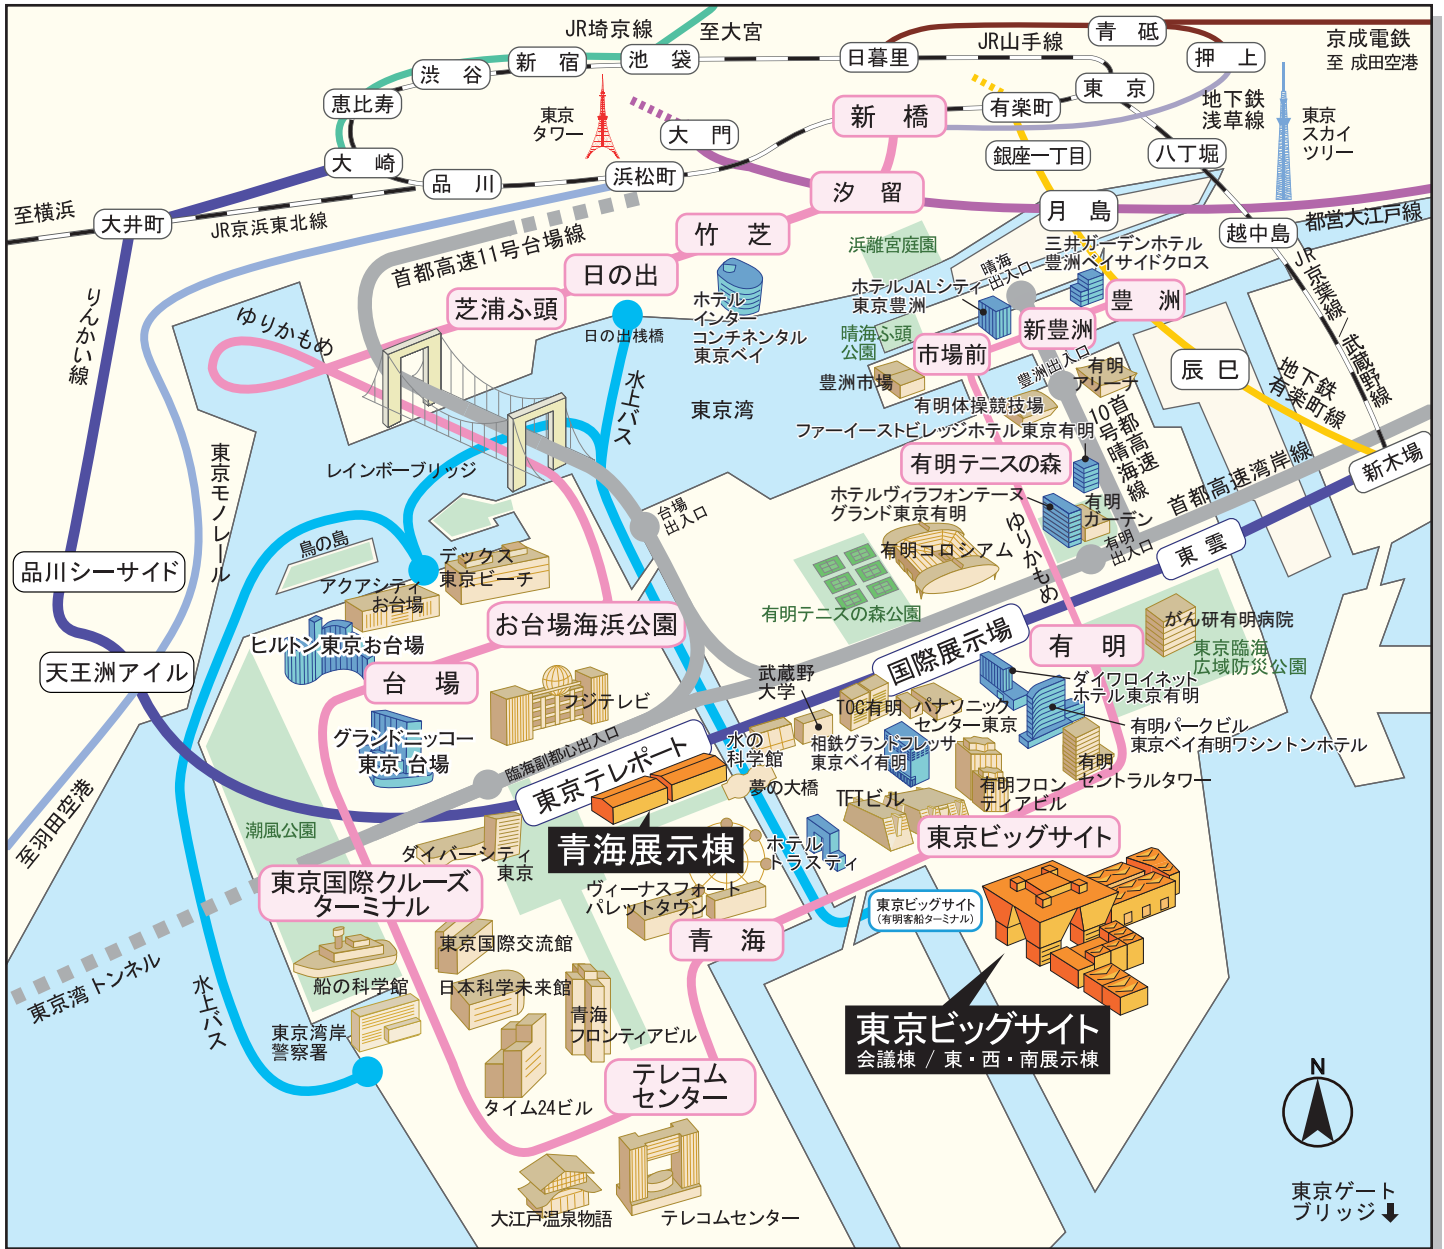 JR埼京線
至大宮
新　宿
池　袋
渋　谷
恵比寿
大　崎
品　川
大井町
至横浜
JR京浜東北線
東京
タワー
大　門
浜松町
日暮里
JR山手線
青　砥
押　上
京成電鉄
至 成田空港
有楽町
東　京
地下鉄
浅草線
東京
スカイ
ツリー
新　橋
銀座一丁目
八丁堀
汐　留
月　島
越中島
都営大江戸線
竹　芝
日の出
芝浦ふ頭
首都高速11号台場線
浜離宮庭園
晴海
出入口
三井ガーデンホテル
豊洲ベイサイドクロス
JR京葉線／武蔵野線
ホテル
インター
コンチネンタル
東京ベイ
日の出桟橋
ホテルJALシティ
東京豊洲
晴海ふ頭
公園
豊　洲
新豊洲
市場前
豊洲市場
豊洲出入口
有明
アリーナ
有明体操競技場
辰　巳
地下鉄
有楽町線
りんかい線
ゆりかもめ
水上バス
東京湾
ファーイーストビレッジホテル東京有明
10号晴海線
首都高速
有明テニスの森
新木場
首都高速湾岸線
レインボーブリッジ
東京モノレール
台場
出入口
ホテルヴィラフォンテーヌ
グランド東京有明
有明
ガーデン
有明
出入口
有明コロシアム
ゆりかもめ
東　雲
品川シーサイド
鳥の島
デックス
東京ビーチ
アクアシティ
お台場
有明テニスの森公園
お台場海浜公園
ヒルトン東京お台場
天王洲アイル
台　場
国際展示場
有　明
がん研有明病院
東京臨海
広域防災公園
武蔵野
大学
フジテレビ
TOC有明
パナソニック
センター東京
ダイワロイネット
ホテル東京有明
有明パークビル
東京ベイ有明ワシントンホテル
グランドニッコー
東京 台場
臨海副都心出入口
東京テレポート
水の
科学館
相鉄グランドフレッサ
東京ベイ有明
有明
セントラルタワー
有明フロン
ティアビル
夢の大橋
TFTビル
至羽田空港
潮風公園
青海展示棟
ホテル
トラスティ
東京ビッグサイト
ダイバーシティ
東京
東京国際クルーズ
ターミナル
ヴィーナスフォート
パレットタウン
東京ビッグサイト
(有明客船ターミナル)
青　海
東京国際交流館
東京湾トンネル
水上バス
船の科学館
日本科学未来館
東京湾岸
警察署
青海
フロンティアビル
東京ビッグサイト
会議棟 / 東・西・南展示棟
テレコム
センター
タイム24ビル
N
大江戸温泉物語
テレコムセンター
東京ゲート
ブリッジ